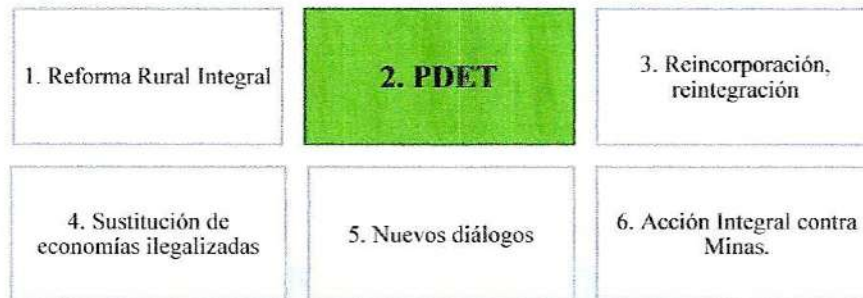 1. Reforma Rural Integral
2. PDET
3. Reincorporación,
reintegración
4. Sustitución de
economías ilegalizadas
5. Nuevos diálogos
6. Acción Integral contra
Minas.